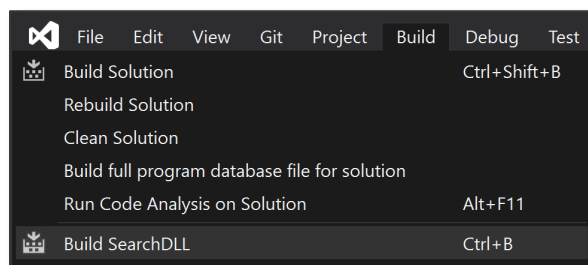 File Edit View Git Project Build Debug Test
Build Solution Ctrl+Shift+B
Rebuild Solution
Clean Solution
Build full program database file for solution
Run Code Analysis on Solution Alt+F11
Build SearchDLL Ctrl+B